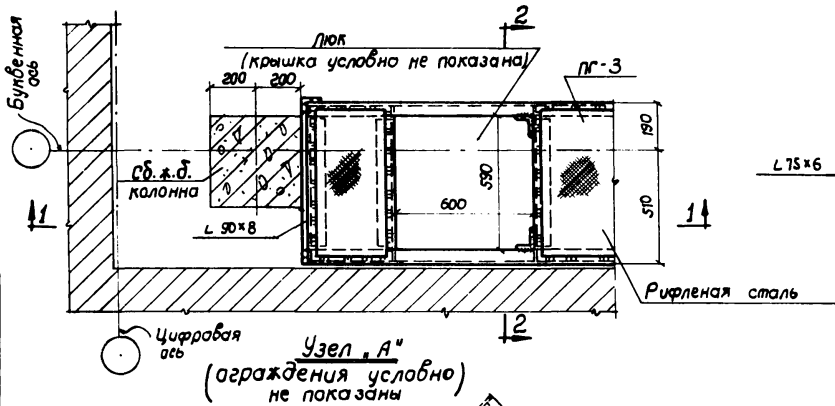 2
Люк
(крышка условно не показана)
ПГ-3
Буквенная
ось
200
200
190
Сб. ж.б.
колонна
L 75×6
590
600
510
1
1
L 90×8
Рифленая сталь
Цифровая
ось
2
Узел „А"
(ограждения условно)
не показаны